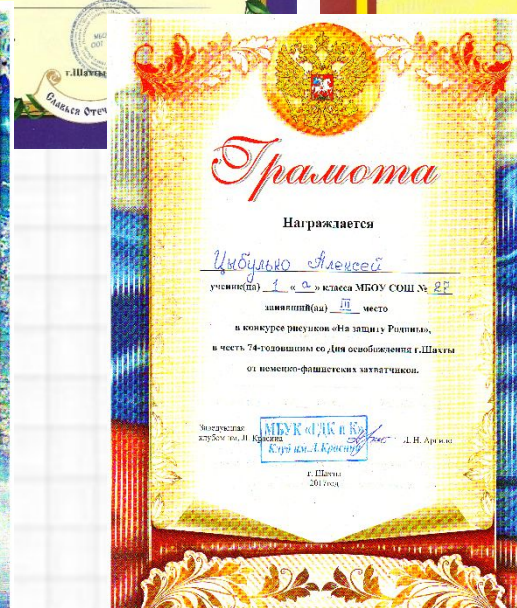 г.Шахты
Славься Отеч
Грамота
Награждается
Цыбулько Алексей
ученик(ца) 1 « а » класса МБОУ СОШ № 27
занявший(ая) III место
в конкурсе рисунков «На защиту Родины»,
в честь 74-годовщины со Дня освобождения г.Шахты
от немецко-фашистских захватчиков.
Заведующая
клубом им. Л. Красина
МБУК «ГДК и К»
Клуб им.Л.Красина
г. Шахты
2017год